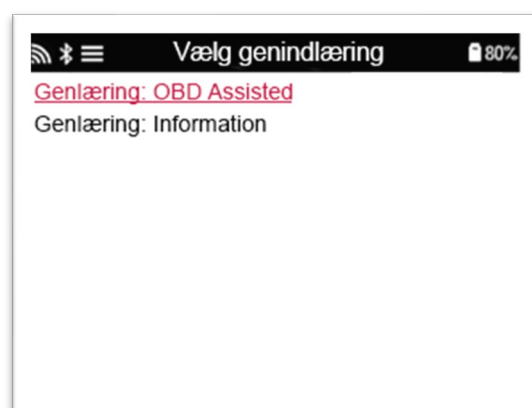 Vælg genindlæring 80%
Genlæring: OBD Assisted
Genlæring: Information